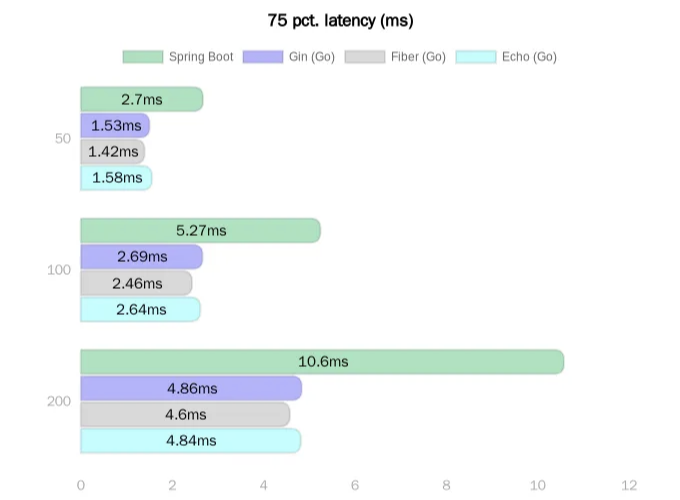 75 pct. latency (ms)
Spring Boot Gin (Go) Fiber (Go) Echo (Go)
50
2.7ms
1.53ms
1.42ms
1.58ms
100
5.27ms
2.69ms
2.46ms
2.64ms
200
10.6ms
4.86ms
4.6ms
4.84ms
0 2 4 6 8 10 12